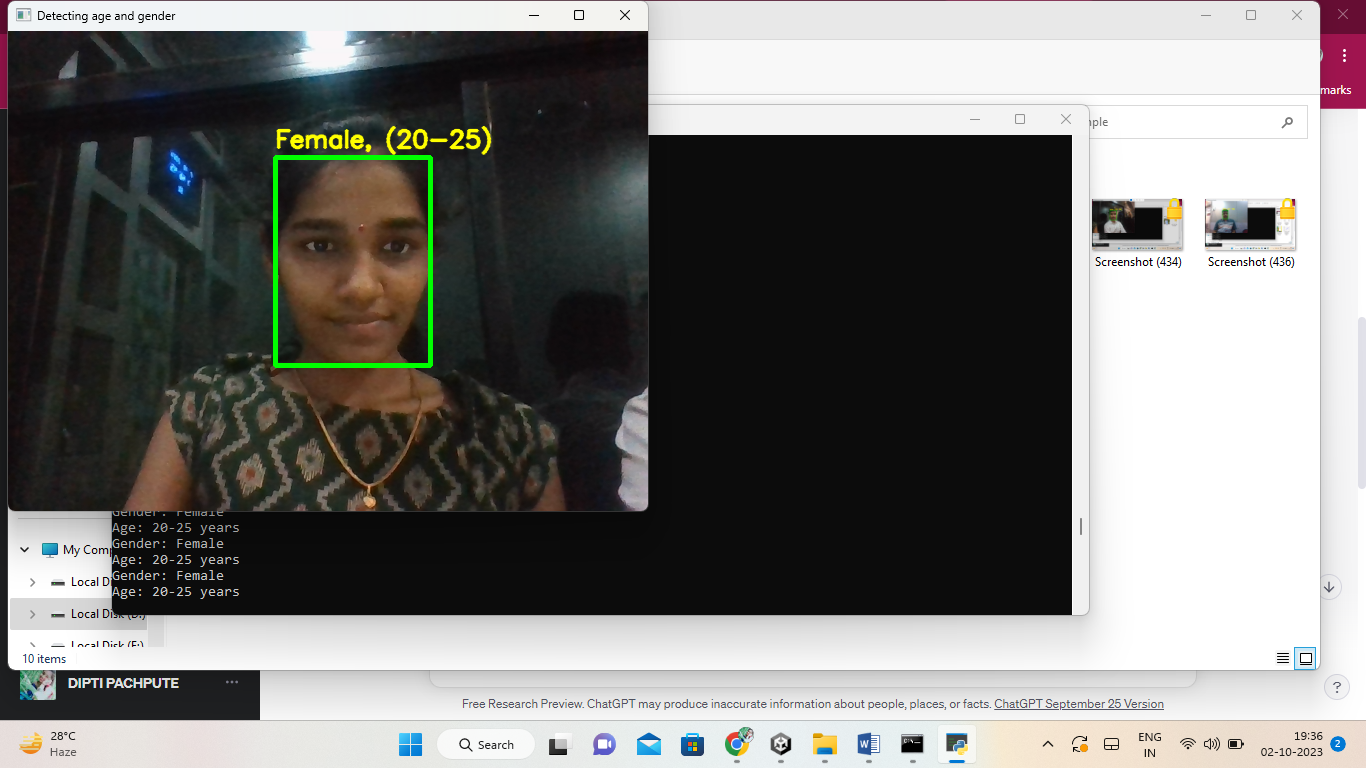 Detecting age and gender
Female, (20-25)
marks
ple
Screenshot (434)
Screenshot (436)
Gender: Female
Age: 20-25 years
Gender: Female
Age: 20-25 years
Gender: Female
Age: 20-25 years
My Comp
Local Di
Local Disk (D:)
Local Disk (E:)
10 items
DIPTI PACHPUTE
Free Research Preview. ChatGPT may produce inaccurate information about people, places, or facts. ChatGPT September 25 Version
28°C
Haze
Search
ENG
IN
19:36
02-10-2023
2